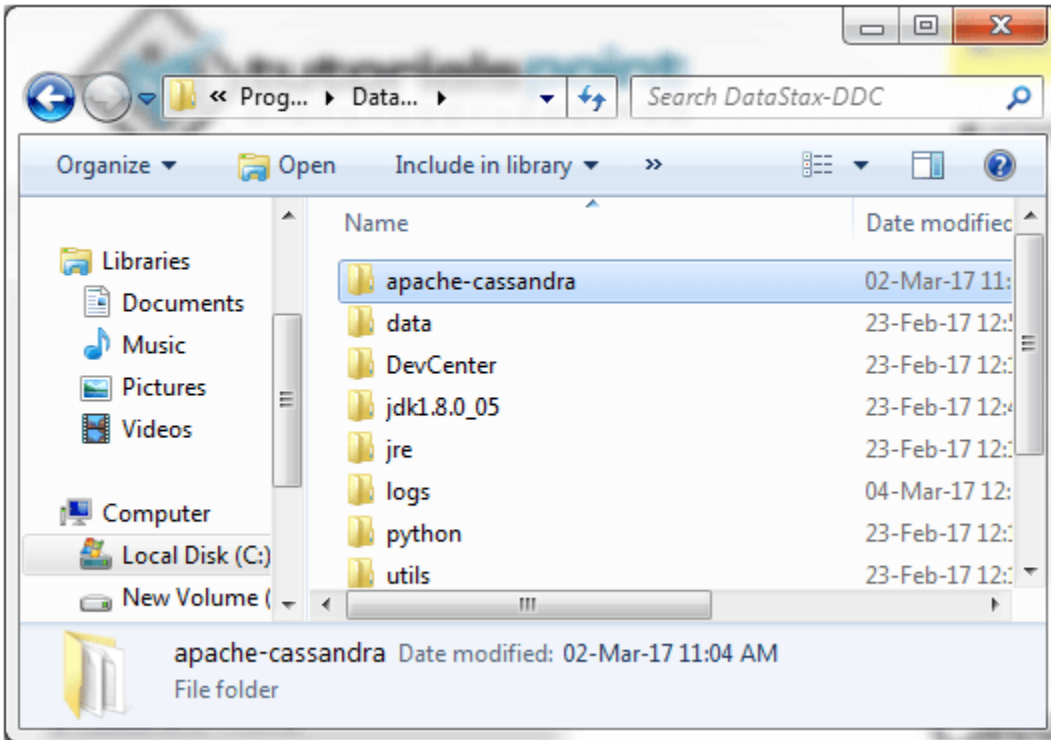 « Prog... ▸ Data... ▸ Search DataStax-DDC
Organize Open Include in library »
Name Date modified
Libraries
Documents
Music
Pictures
Videos
Computer
Local Disk (C:)
New Volume (
apache-cassandra 02-Mar-17 11:
data 23-Feb-17 12:
DevCenter 23-Feb-17 12:
jdk1.8.0_05 23-Feb-17 12:
jre 23-Feb-17 12:
logs 04-Mar-17 12:
python 23-Feb-17 12:
utils 23-Feb-17 12:
apache-cassandra Date modified: 02-Mar-17 11:04 AM
File folder